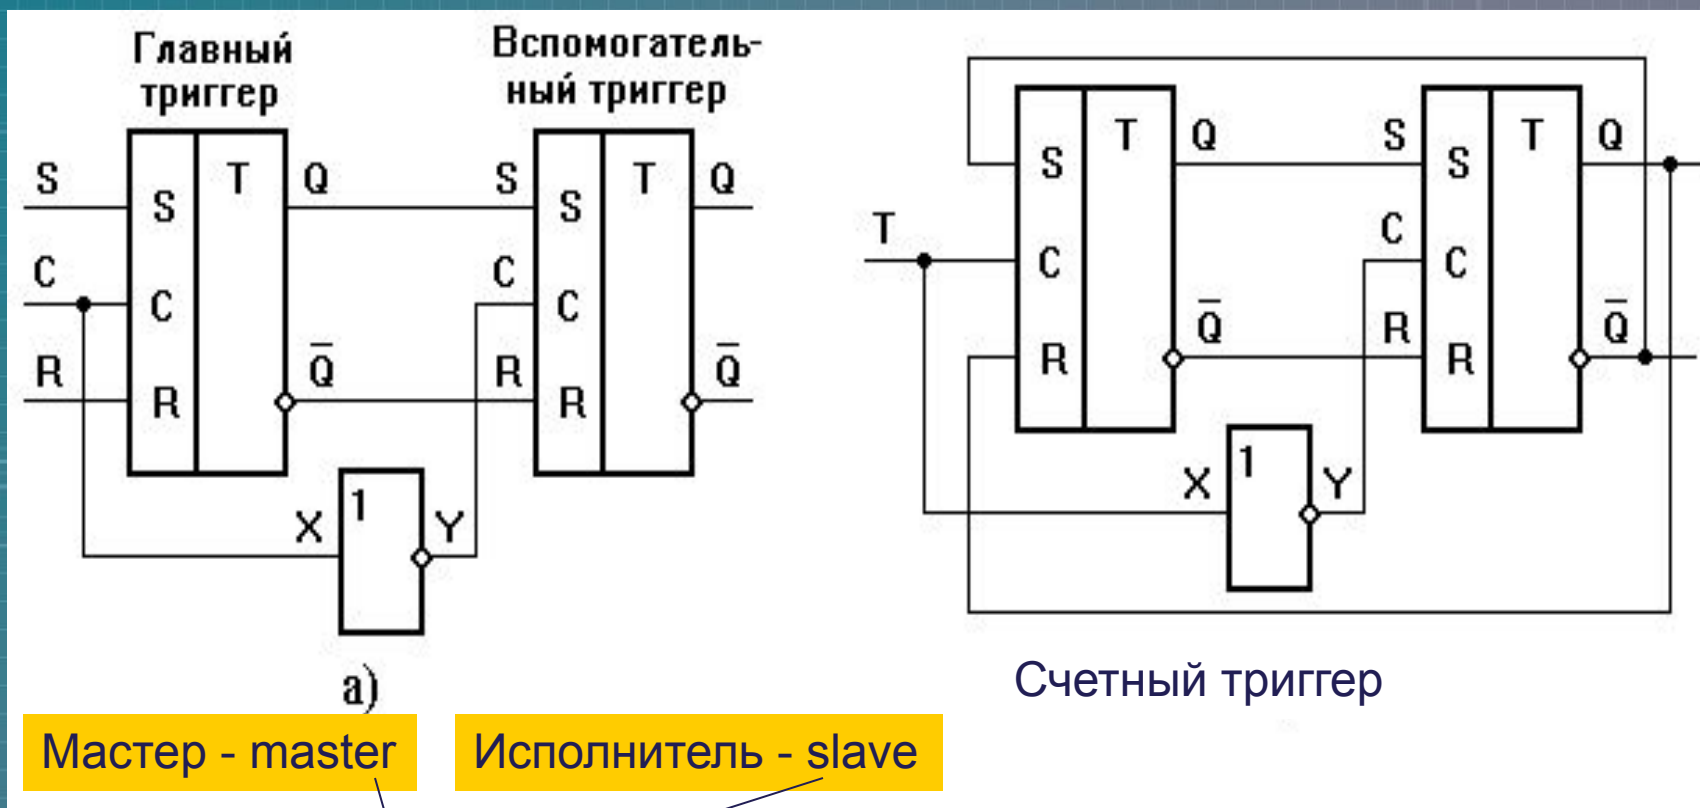 Главный
триггер
Вспомогатель-
ный триггер
S
C
R
S
C
R
T
Q
Q̅
S
C
R
S
C
R
T
Q
Q̅
X
1
Y
а)
T
S
C
R
T
Q
Q̅
S
C
R
S
C
R
T
Q
Q̅
X
1
Y
Счетный триггер
Мастер - master
Исполнитель - slave